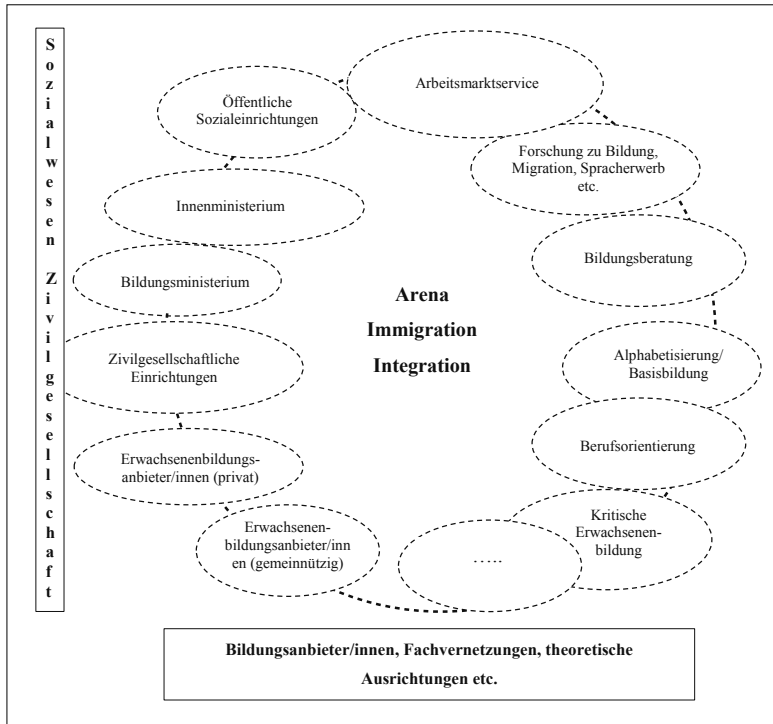 Sozialwesen Zivilgesellschaft
Arbeitsmarktservice
Öffentliche
Sozialeinrichtungen
Forschung zu Bildung,
Migration, Spracherwerb
etc.
Innenministerium
Bildungsberatung
Bildungsministerium
Arena
Immigration
Integration
Zivilgesellschaftliche
Einrichtungen
Alphabetisierung/
Basisbildung
Berufsorientierung
Erwachsenenbildungs-
anbieter/innen (privat)
Kritische
Erwachsenen-
bildung
Erwachsenen
bildungsanbieter/inn
en (gemeinnützig)
.....
Bildungsanbieter/innen, Fachvernetzungen, theoretische
Ausrichtungen etc.